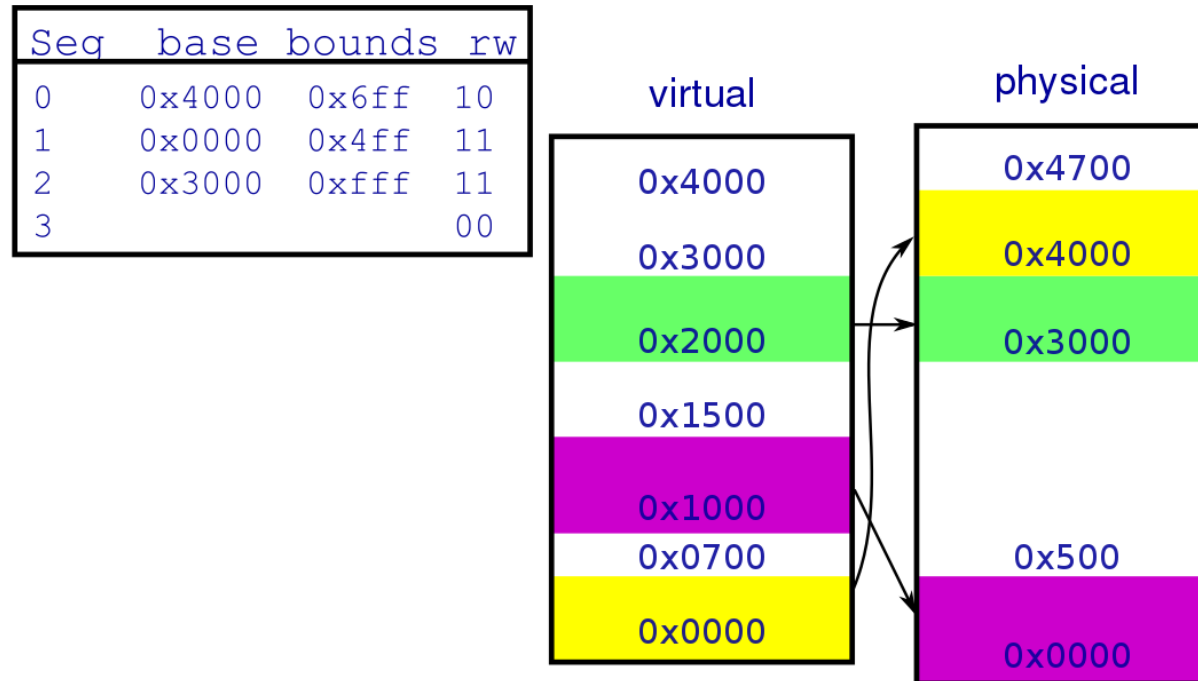 Seg base bounds rw
0 0x4000 0x6ff 10
1 0x0000 0x4ff 11
2 0x3000 0xfff 11
3 00
virtual
0x4000
0x3000
0x2000
0x1500
0x1000
0x0700
0x0000
physical
0x4700
0x4000
0x3000
0x500
0x0000